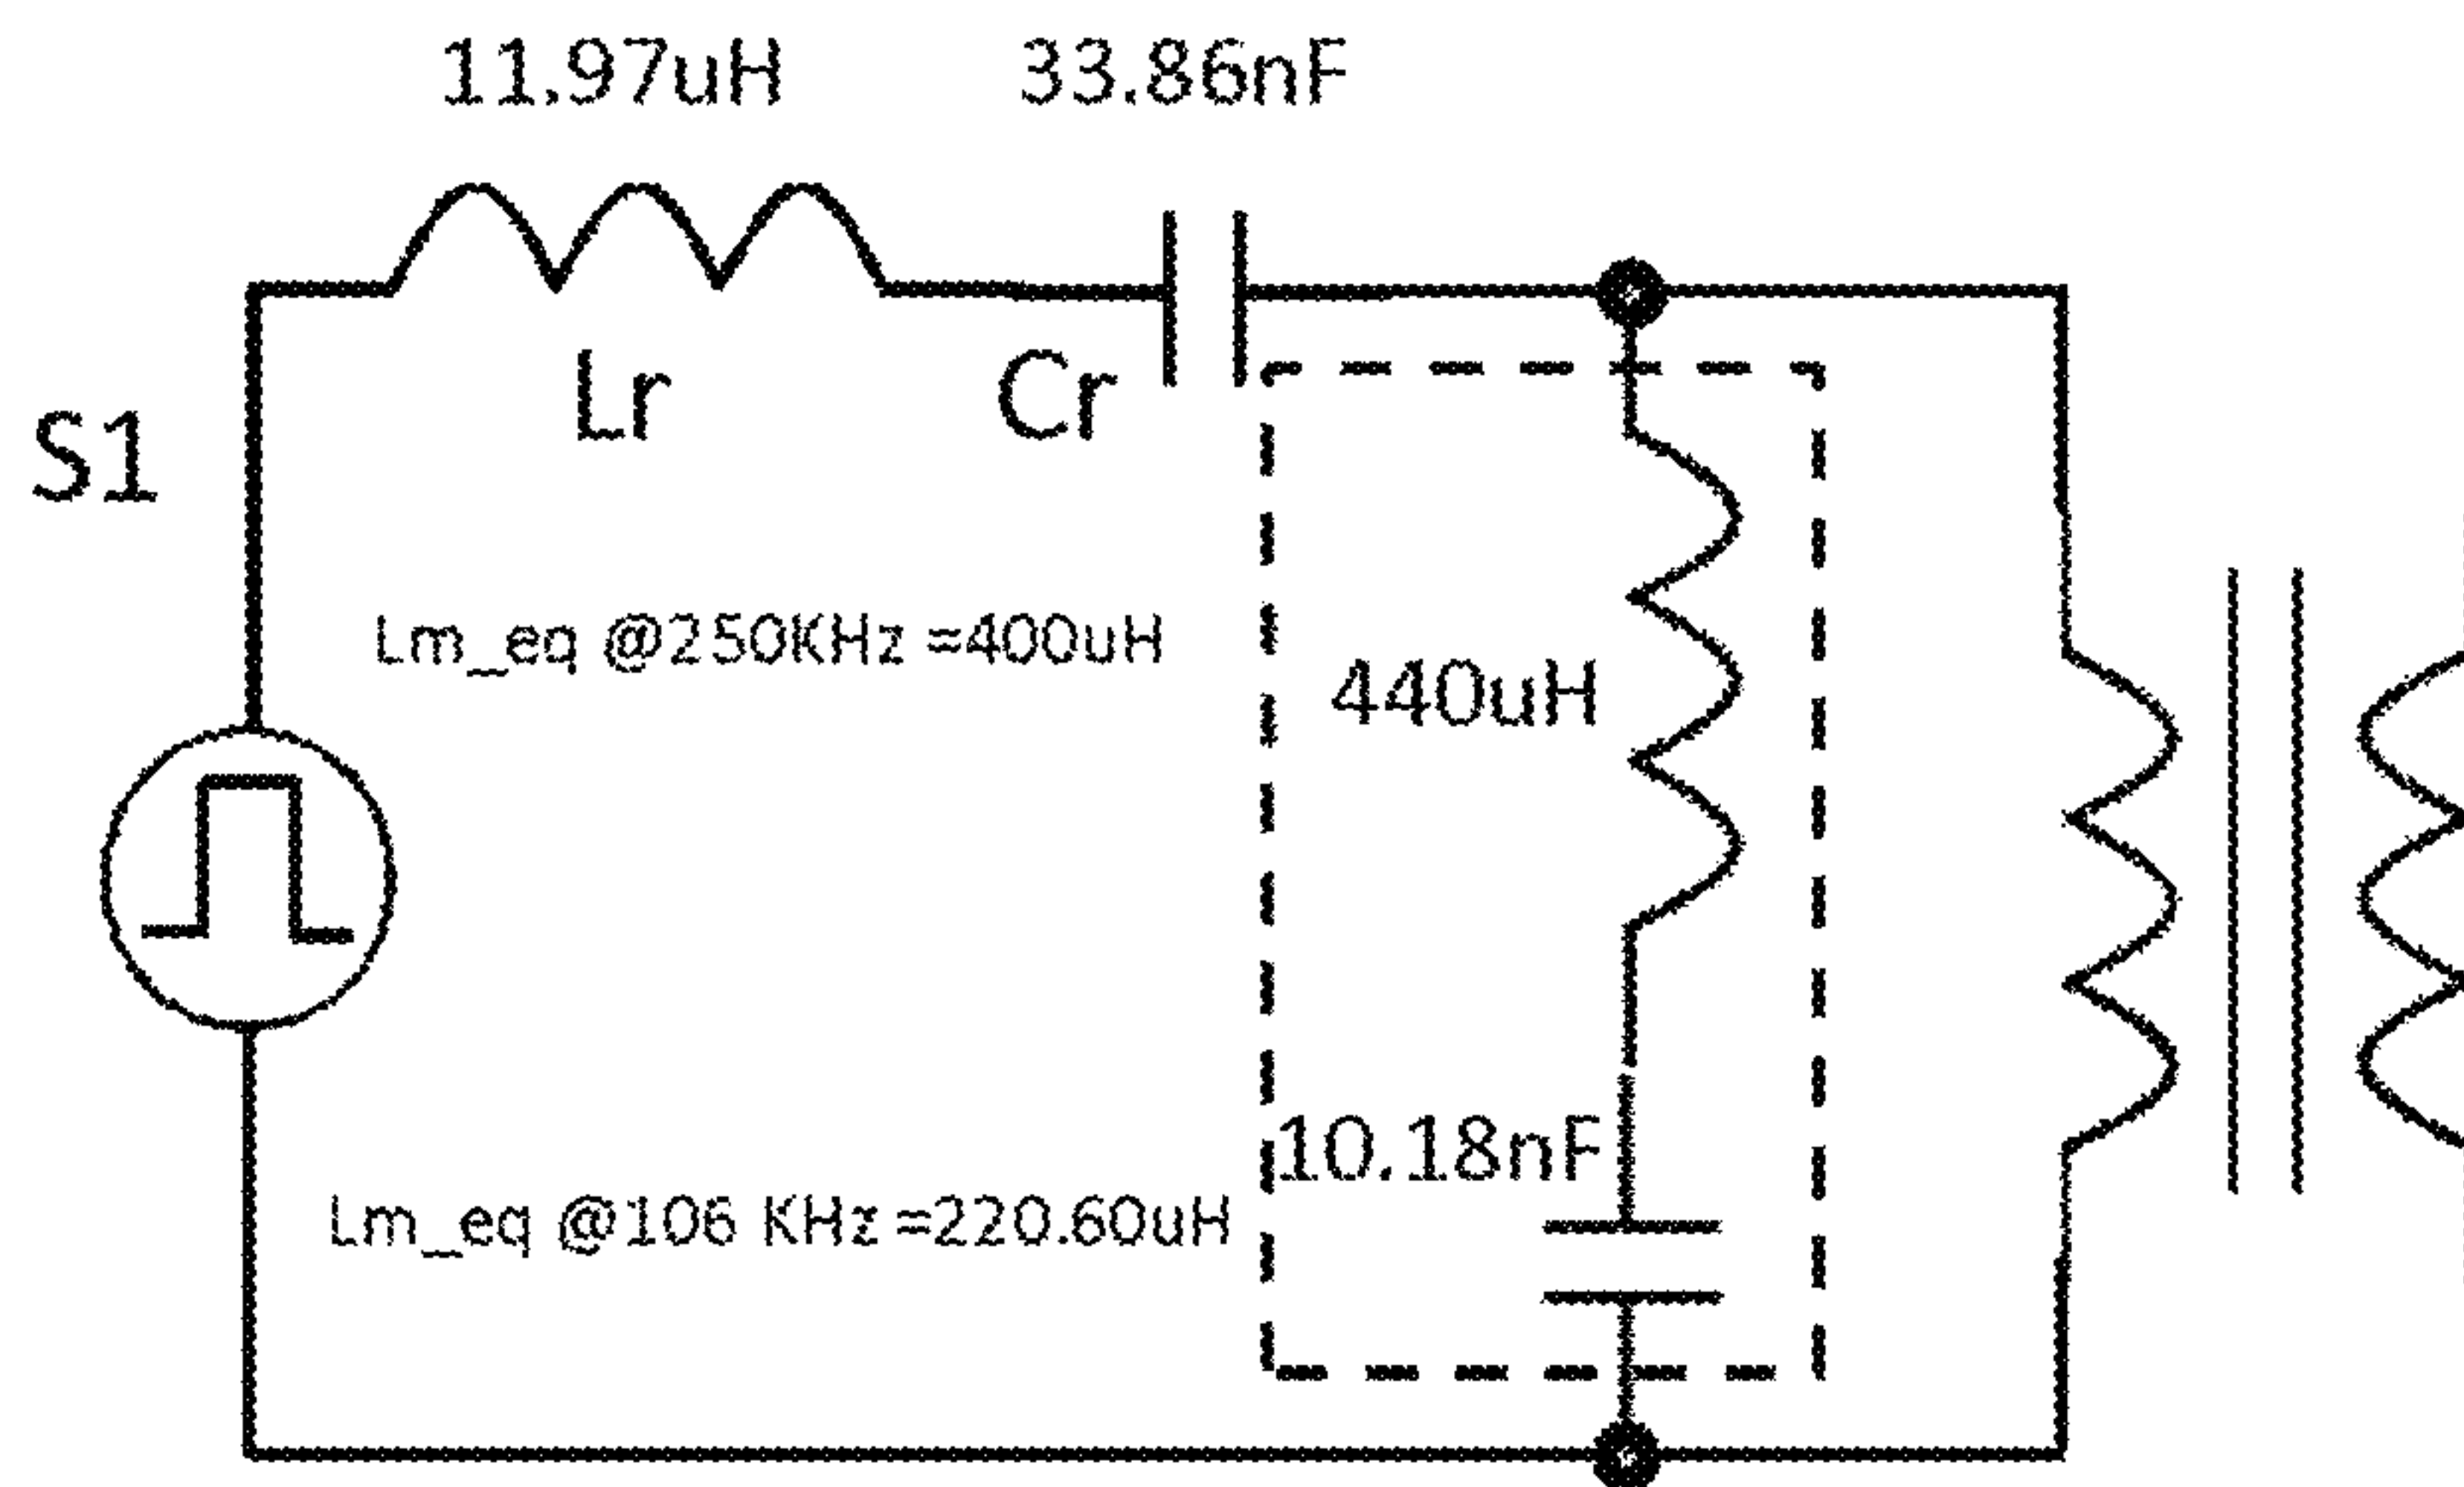 11.97uH
33.86nF
Lr
Cr
S1
Lm_eq @250KHz =400uH
440uH
10.18nF
Lm_eq @106 KHz =220.60uH